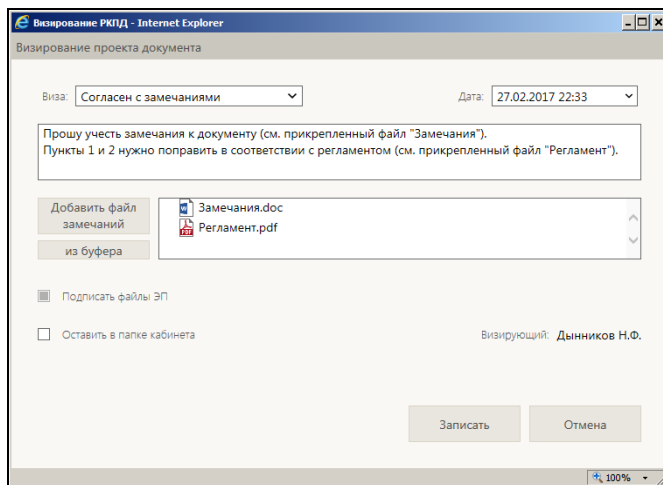 Визирование РКПД - Internet Explorer
Визирование проекта документа
Виза: Согласен с замечаниями Дата: 27.02.2017 22:33
Прошу учесть замечания к документу (см. прикрепленный файл "Замечания").
Пункты 1 и 2 нужно поправить в соответствии с регламентом (см. прикрепленный файл "Регламент").
Добавить файл
замечаний
из буфера
Замечания.doc
Регламент.pdf
Подписать файлы ЭП
Оставить в папке кабинета Визирующий: Дынников Н.Ф.
Записать Отмена
100%